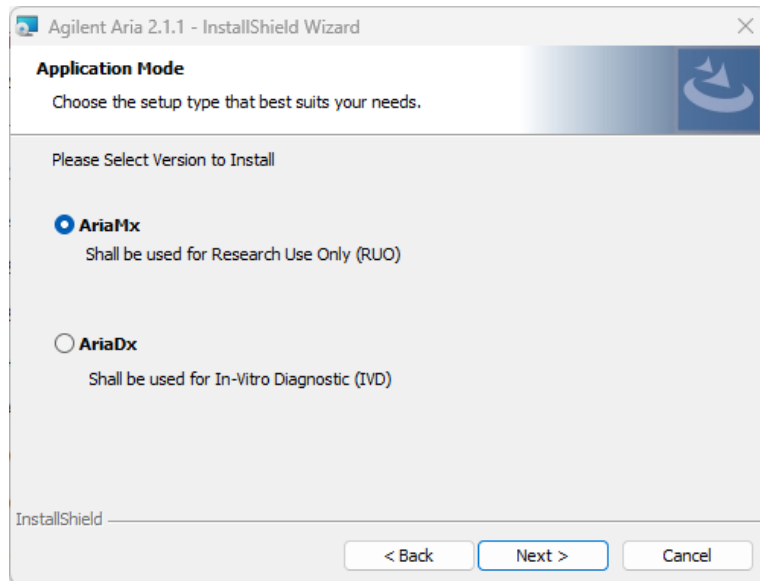 Agilent Aria 2.1.1 - InstallShield Wizard
Application Mode
Choose the setup type that best suits your needs.
Please Select Version to Install
AriaMx
Shall be used for Research Use Only (RUO)
AriaDx
Shall be used for In-Vitro Diagnostic (IVD)
InstallShield
< Back Next > Cancel